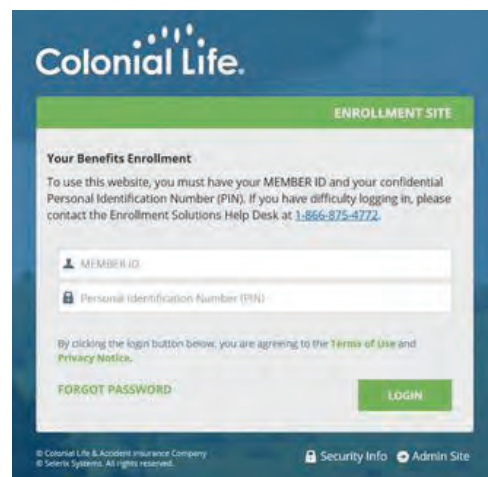 Colonial Life.
ENROLLMENT SITE
Your Benefits Enrollment
To use this website, you must have your MEMBER ID and your confidential
Personal Identification Number (PIN). If you have difficulty logging in, please
contact the Enrollment Solutions Help Desk at 1-866-875-4772.
MEMBER ID
Personal Identification Number (PIN)
By clicking the login button below, you are agreeing to the Terms of Use and
Privacy Notice.
FORGOT PASSWORD
LOGIN
© Colonial Life & Accident Insurance Company
© Selerix Systems. All rights reserved.
Security Info
Admin Site